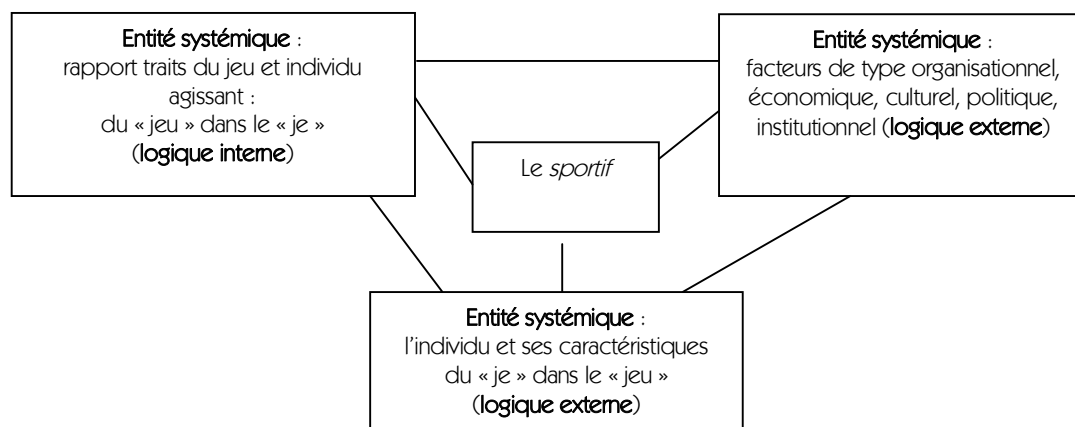 Entité systémique :
rapport traits du jeu et individu
agissant :
du « jeu » dans le « je »
(logique interne)
Entité systémique :
facteurs de type organisationnel,
économique, culturel, politique,
institutionnel (logique externe)
Le sportif
Entité systémique :
l'individu et ses caractéristiques
du « je » dans le « jeu »
(logique externe)